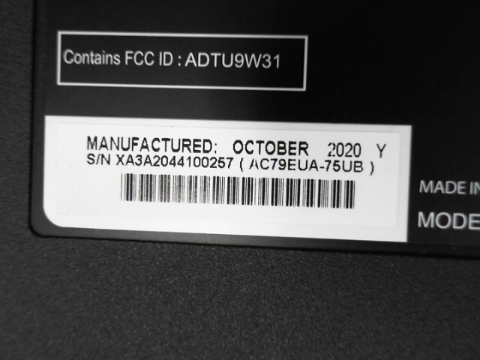 Contains FCC ID : ADTU9W31
MANUFACTURED: OCTOBER 2020 Y
S/N XA3A2044100257 ( AC79EUA-75UB )
MADE IN
MODE